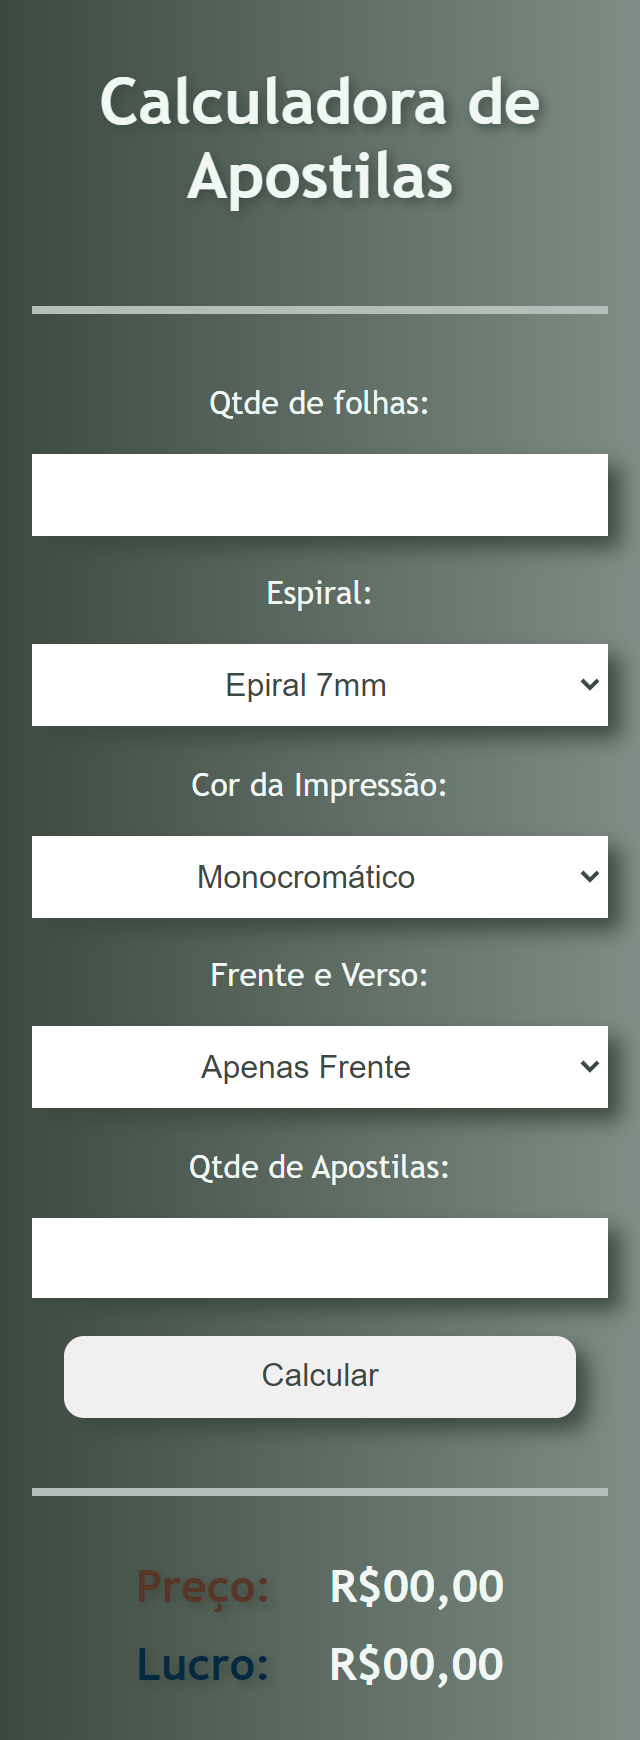 Calculadora de
Apostilas
Qtde de folhas:
Espiral:
Epiral 7mm
Cor da Impressão:
Monocromático
Frente e Verso:
Apenas Frente
Qtde de Apostilas:
Calcular
Preço: R$00,00
Lucro: R$00,00